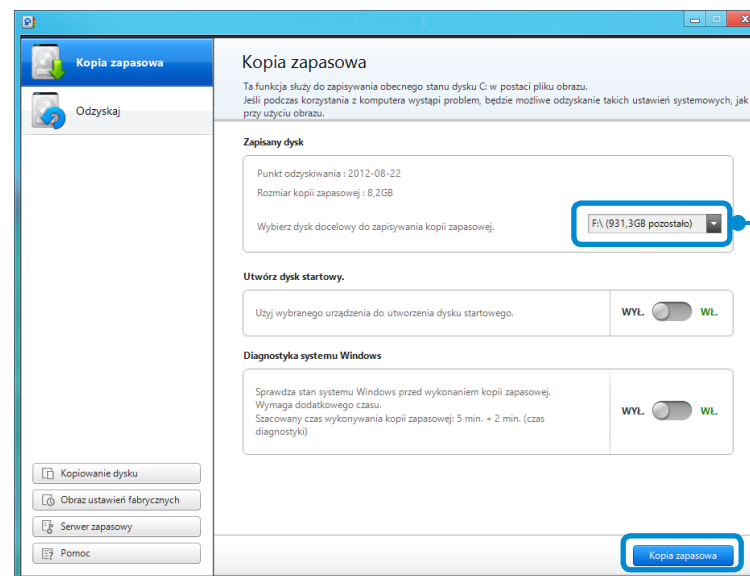 Kopia zapasowa
Odzyskaj
Kopiowanie dysku
Obraz ustawień fabrycznych
Serwer zapasowy
Pomoc
Kopia zapasowa
Ta funkcja służy do zapisywania obecnego stanu dysku C: w postaci pliku obrazu.
Jeśli podczas korzystania z komputera wystąpi problem, będzie możliwe odzyskanie takich ustawień systemowych, jak
przy użyciu obrazu.
Zapisany dysk
Punkt odzyskiwania : 2012-08-22
Rozmiar kopii zapasowej : 8,2GB
Wybierz dysk docelowy do zapisywania kopii zapasowej.
F:\ (931,3GB pozostało)
Utwórz dysk startowy.
Użyj wybranego urządzenia do utworzenia dysku startowego.
WYŁ. WŁ.
Diagnostyka systemu Windows
Sprawdza stan systemu Windows przed wykonaniem kopii zapasowej.
Wymaga dodatkowego czasu.
Szacowany czas wykonywania kopii zapasowej: 5 min. + 2 min. (czas
diagnostyki)
WYŁ. WŁ.
Kopia zapasowa